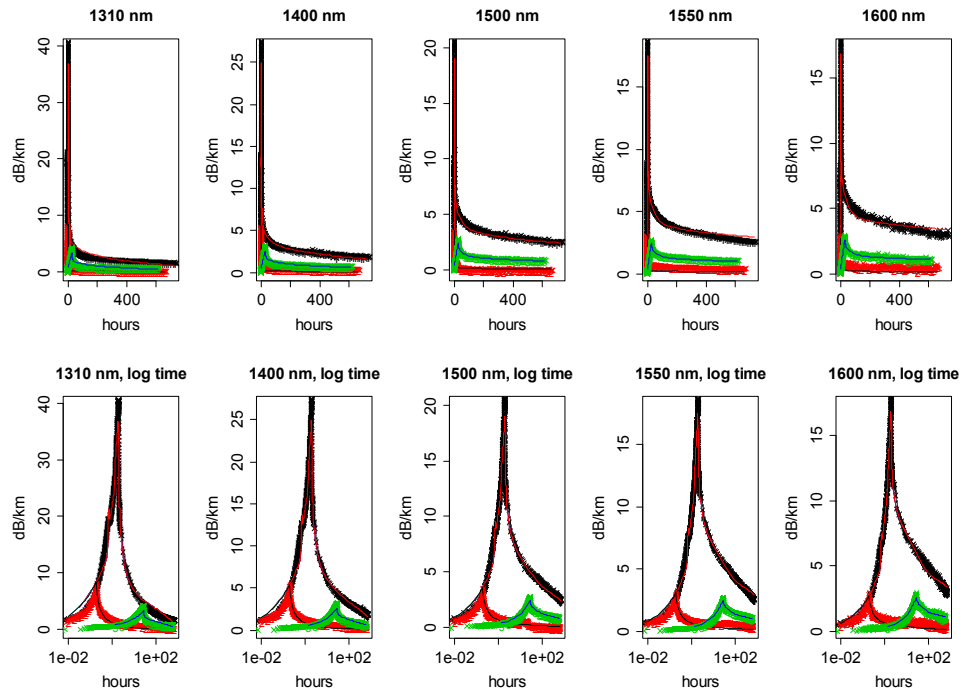 1310 nm 1400 nm 1500 nm 1550 nm 1600 nm
dB/km 0 10 20 30 40
dB/km 0 5 10 15 20 25
dB/km 0 5 10 15 20
dB/km 0 5 10 15
dB/km 0 5 10 15
0 400 0 400 0 400 0 400 0 400
hours hours hours hours hours
1310 nm, log time 1400 nm, log time 1500 nm, log time 1550 nm, log time 1600 nm, log time
dB/km 0 10 20 30 40
dB/km 0 5 10 15 20 25
dB/km 0 5 10 15 20
dB/km 0 5 10 15
dB/km 0 5 10 15
1e-02 1e+02 1e-02 1e+02 1e-02 1e+02 1e-02 1e+02 1e-02 1e+02
hours hours hours hours hours